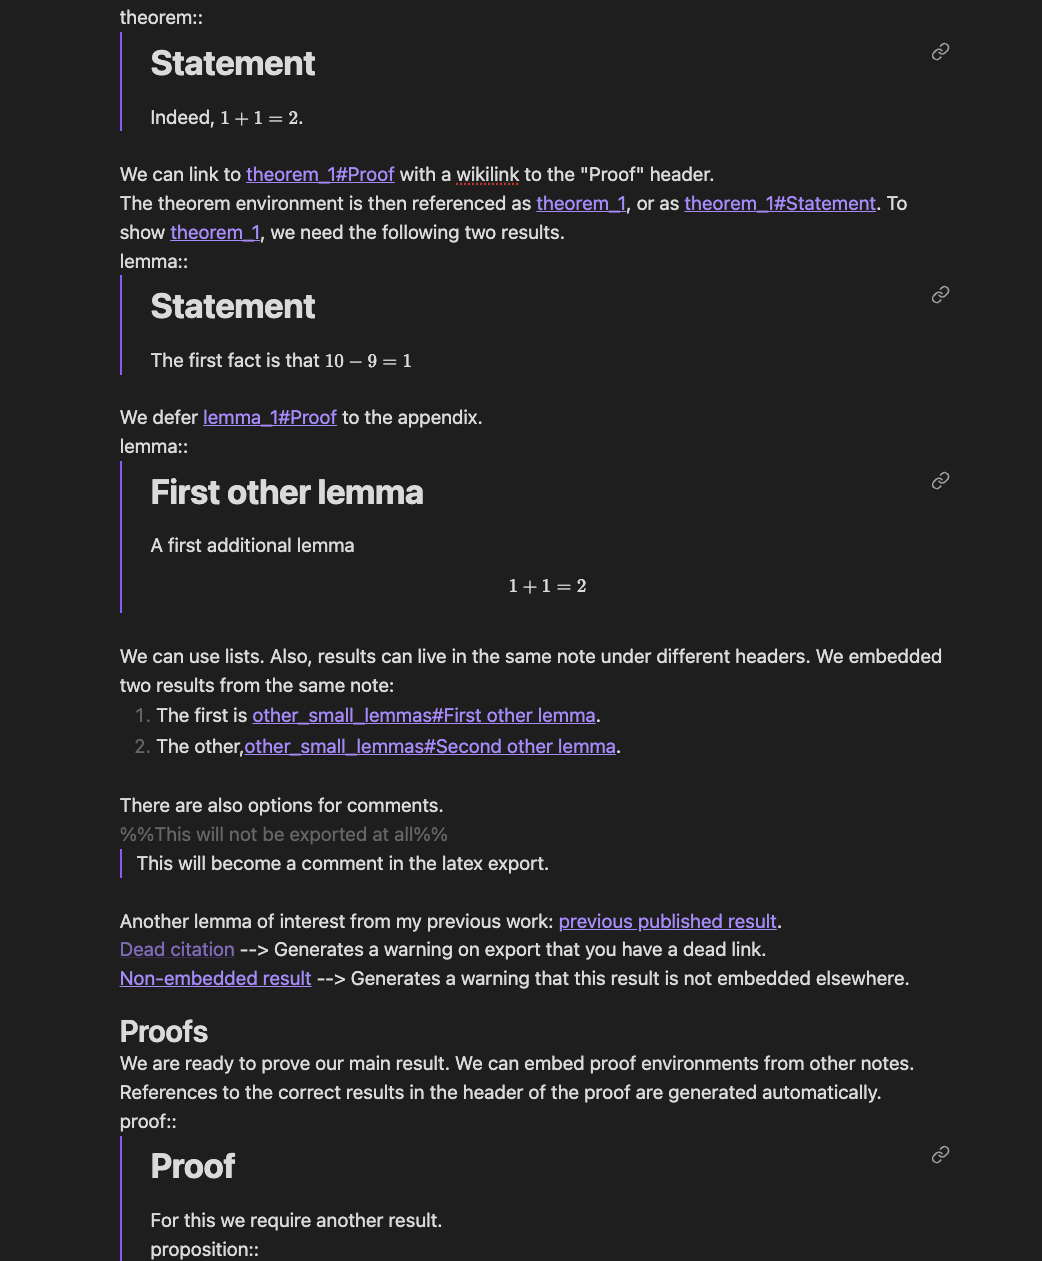 theorem::
Statement
Indeed, 1 + 1 = 2.
We can link to theorem_1#Proof with a wikilink to the "Proof" header.
The theorem environment is then referenced as theorem_1, or as theorem_1#Statement. To
show theorem_1, we need the following two results.
lemma::
Statement
The first fact is that 10 − 9 = 1
We defer lemma_1#Proof to the appendix.
lemma::
First other lemma
A first additional lemma
1 + 1 = 2
We can use lists. Also, results can live in the same note under different headers. We embedded
two results from the same note:
1. The first is other_small_lemmas#First other lemma.
2. The other,other_small_lemmas#Second other lemma.
There are also options for comments.
%%This will not be exported at all%%
This will become a comment in the latex export.
Another lemma of interest from my previous work: previous published result.
Dead citation --> Generates a warning on export that you have a dead link.
Non-embedded result --> Generates a warning that this result is not embedded elsewhere.
Proofs
We are ready to prove our main result. We can embed proof environments from other notes.
References to the correct results in the header of the proof are generated automatically.
proof::
Proof
For this we require another result.
proposition::